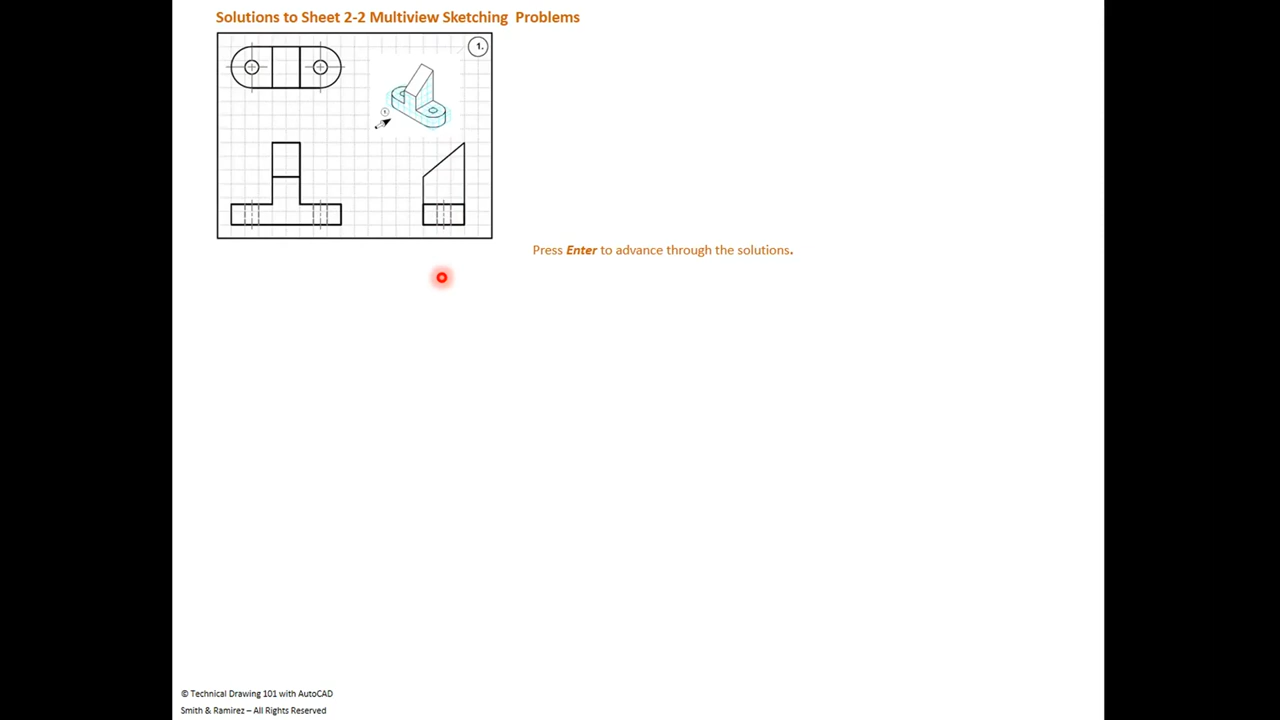 Solutions to Sheet 2-2 Multiview Sketching Problems
1.
1
Press Enter to advance through the solutions.
© Technical Drawing 101 with AutoCAD
Smith & Ramirez – All Rights Reserved